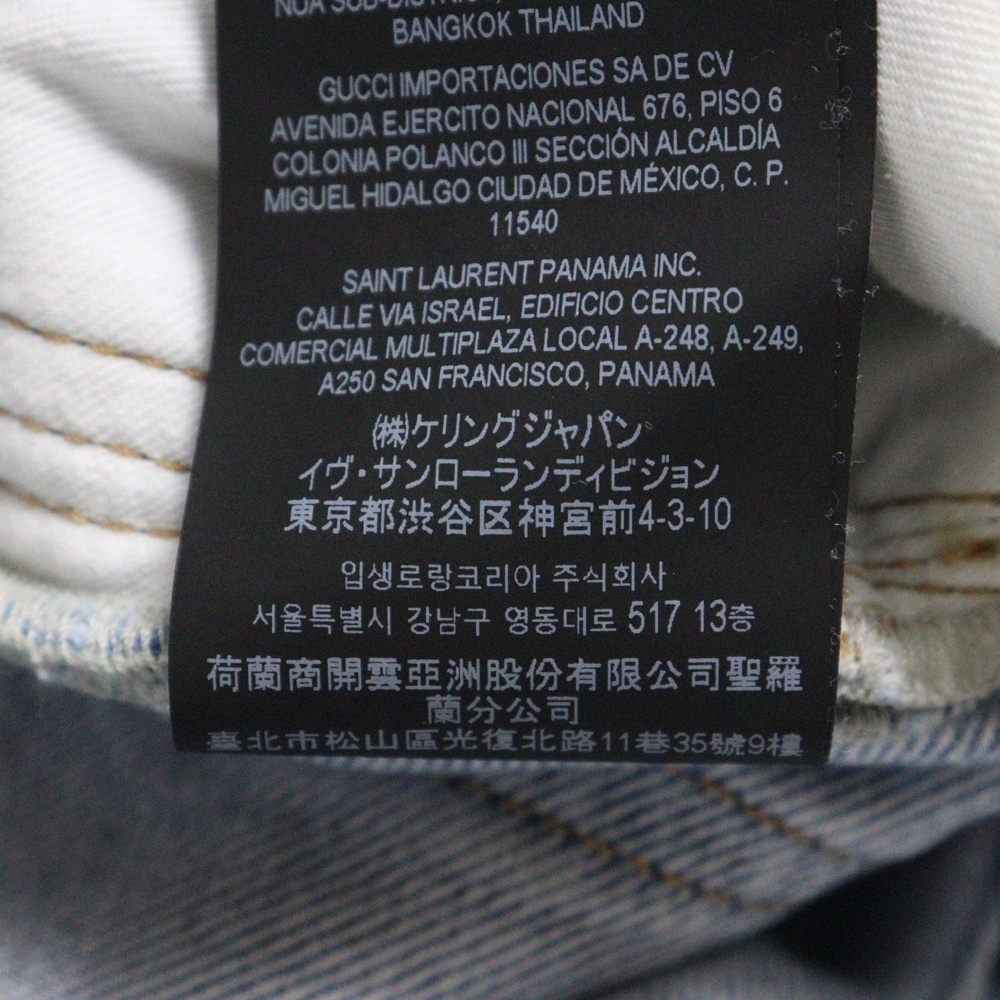 NUA SUB-DISTRICT,
BANGKOK THAILAND
GUCCI IMPORTACIONES SA DE CV
AVENIDA EJERCITO NACIONAL 676, PISO 6
COLONIA POLANCO III SECCIÓN ALCALDÍA
MIGUEL HIDALGO CIUDAD DE MÉXICO, C. P.
11540
SAINT LAURENT PANAMA INC.
CALLE VIA ISRAEL, EDIFICIO CENTRO
COMERCIAL MULTIPLAZA LOCAL A-248, A-249,
A250 SAN FRANCISCO, PANAMA
㈱ケリングジャパン
イヴ・サンローランディビジョン
東京都渋谷区神宮前4-3-10
입생로랑코리아 주식회사
서울특별시 강남구 영동대로 517 13층
荷蘭商開雲亞洲股份有限公司聖羅
蘭分公司
臺北市松山區光復北路11巷35號9樓